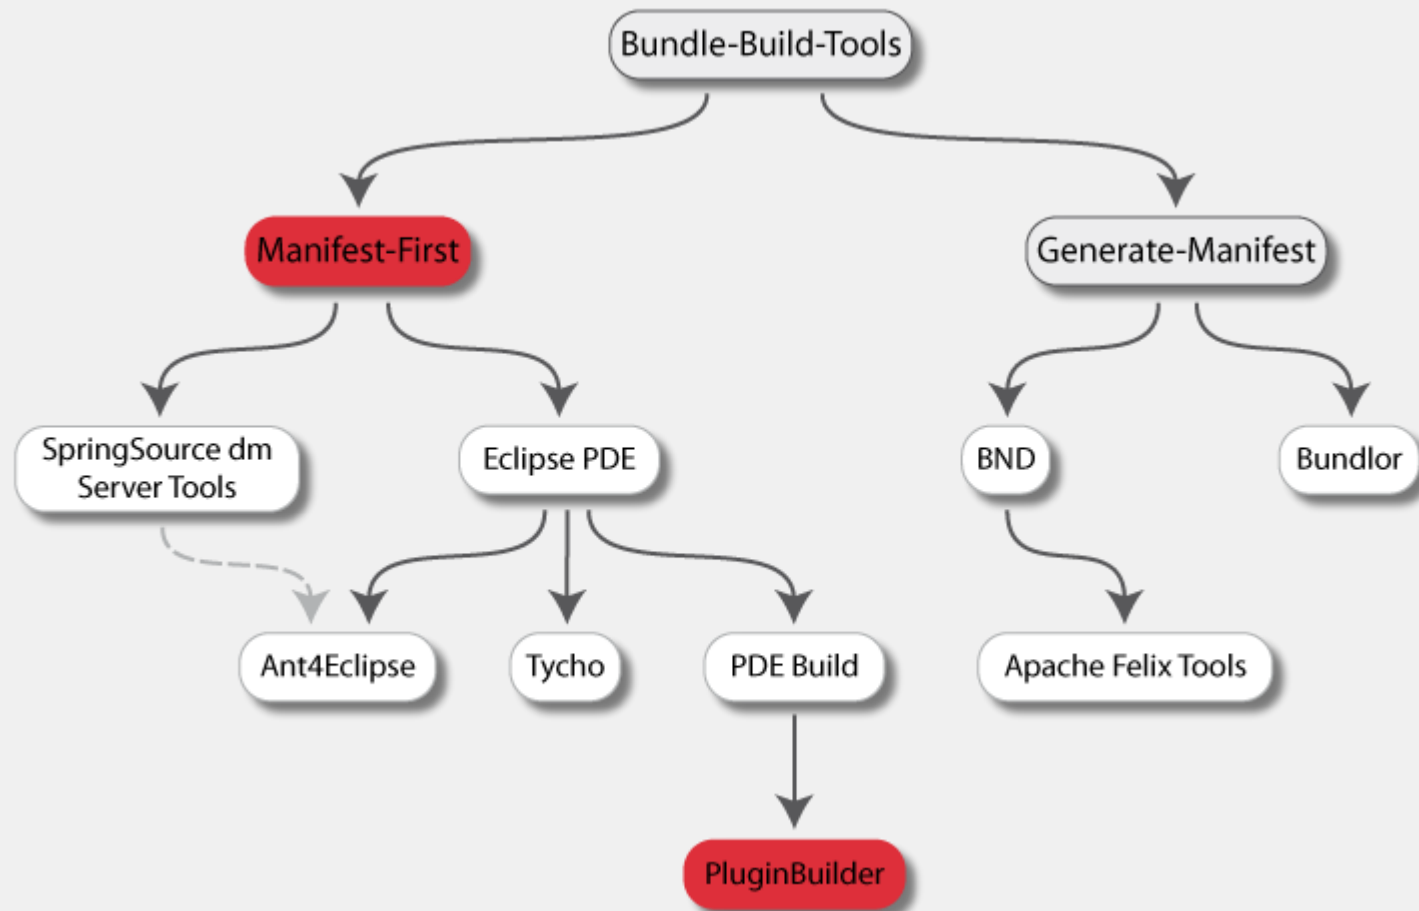 Bundle-Build-Tools
Manifest-First
Generate-Manifest
SpringSource dm
Server Tools
Eclipse PDE
BND
Bundlor
Ant4Eclipse
Tycho
PDE Build
Apache Felix Tools
PluginBuilder